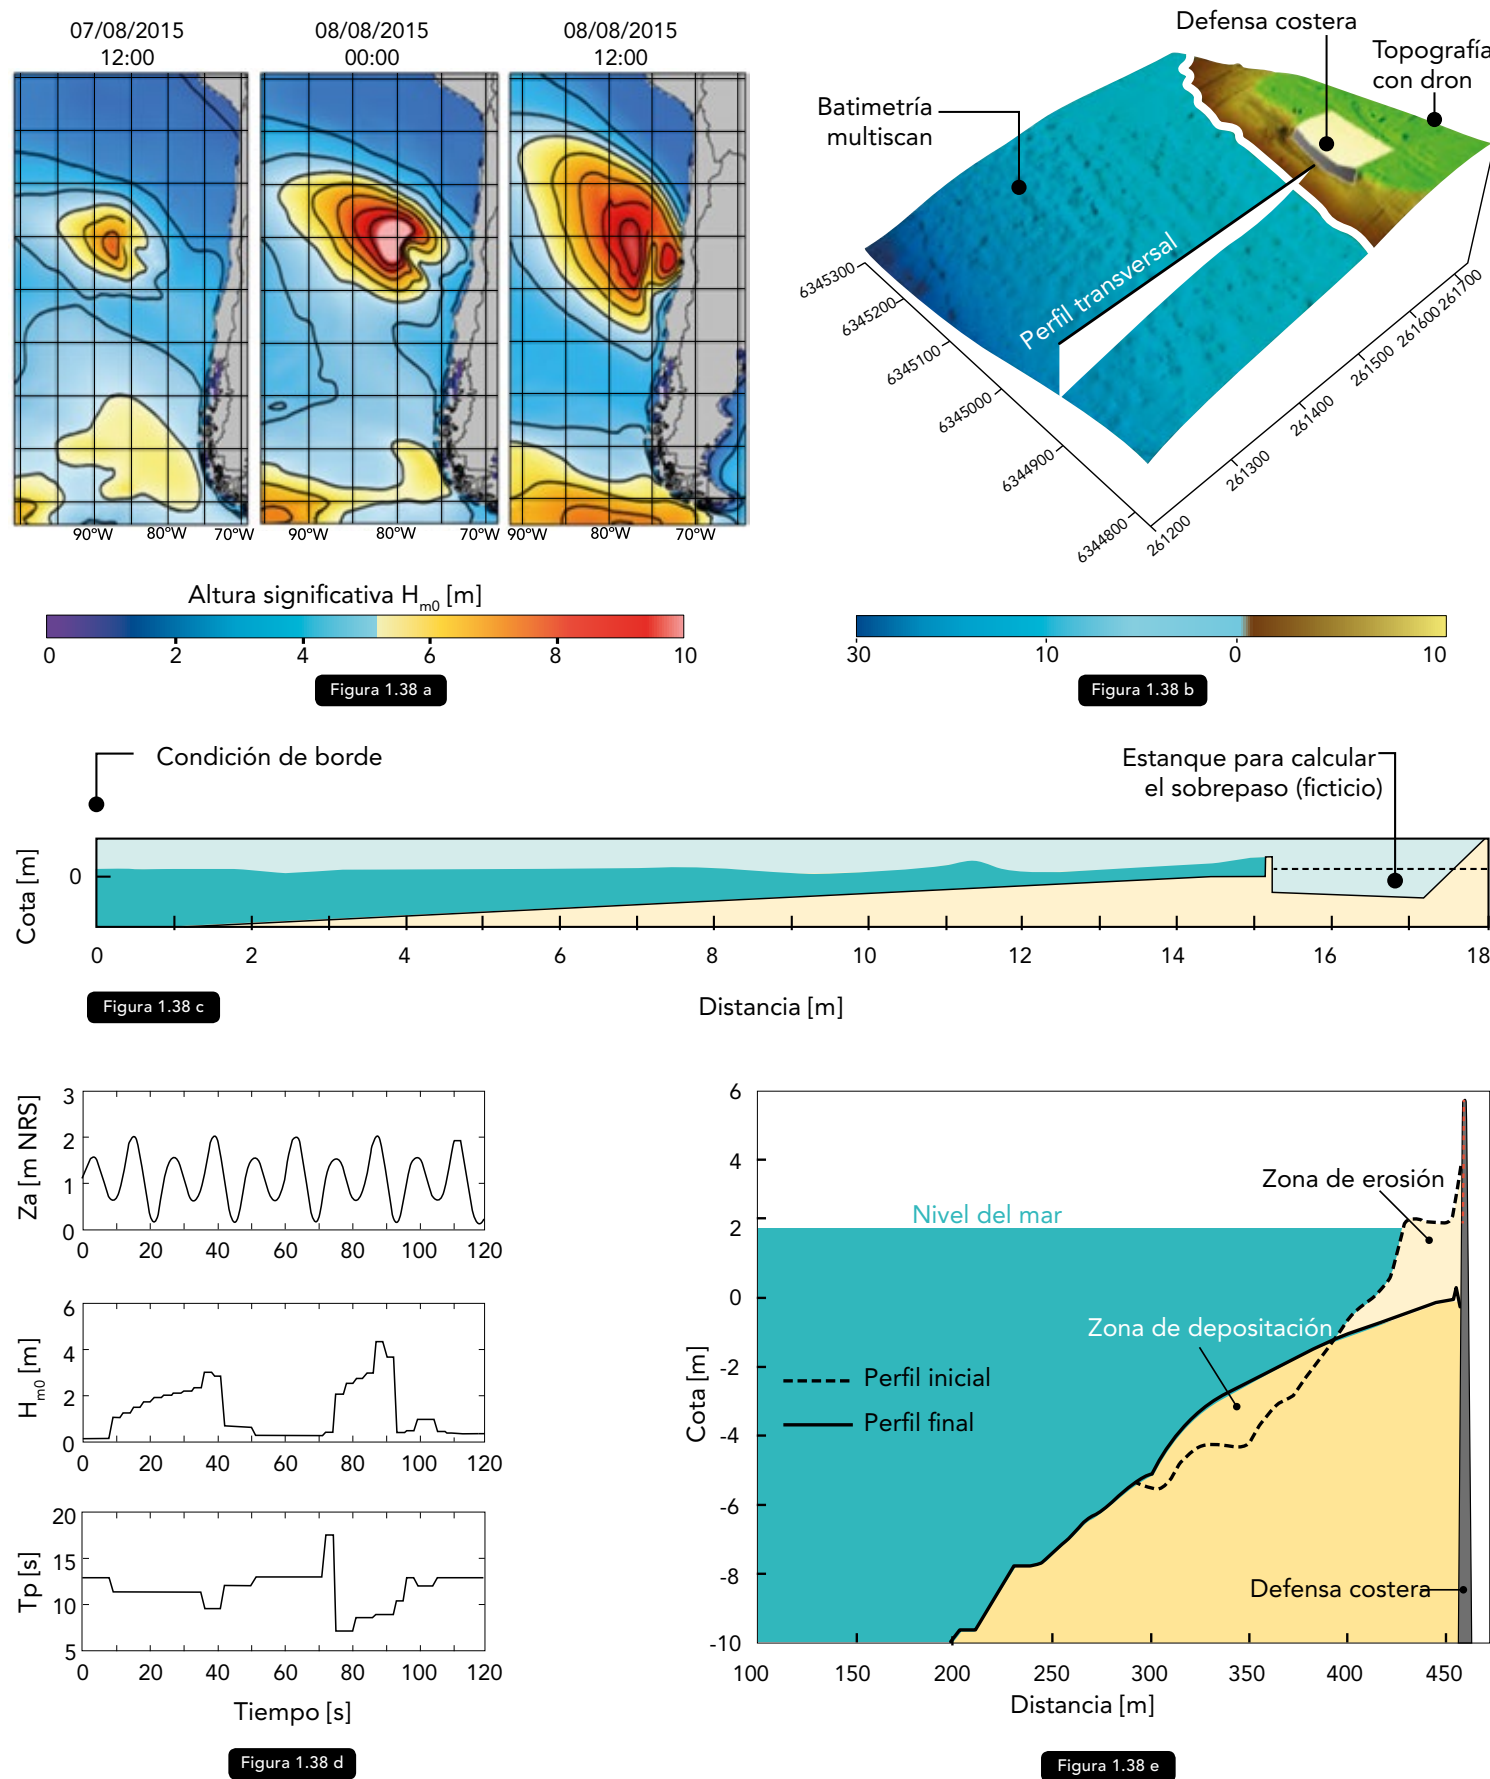 07/08/2015
12:00
08/08/2015
00:00
08/08/2015
12:00
90°W
80°W
70°W
90°W
80°W
70°W
90°W
80°W
70°W
Altura significativa Hm0 [m]
0 2 4 6 8 10
Figura 1.38 a
Defensa costera
Topografía
con dron
Batimetría
multiscan
Perfil transversal
6345300
6345200
6345100
6345000
6344900
6344800
261200
261300
261400
261500
261600
261700
30 10 0 10
Figura 1.38 b
Condición de borde
Estanque para calcular
el sobrepaso (ficticio)
Cota [m]
0
0 2 4 6 8 10 12 14 16 18
Distancia [m]
Figura 1.38 c
Za [m NRS]
3
2
1
0
0 20 40 60 80 100 120
Hm0 [m]
6
4
2
0
0 20 40 60 80 100 120
Tp [s]
20
15
10
5
0 20 40 60 80 100 120
Tiempo [s]
Figura 1.38 d
Cota [m]
6
4
2
0
-2
-4
-6
-8
-10
Nivel del mar
Zona de erosión
Zona de depositación
Perfil inicial
Perfil final
Defensa costera
100 150 200 250 300 350 400 450
Distancia [m]
Figura 1.38 e